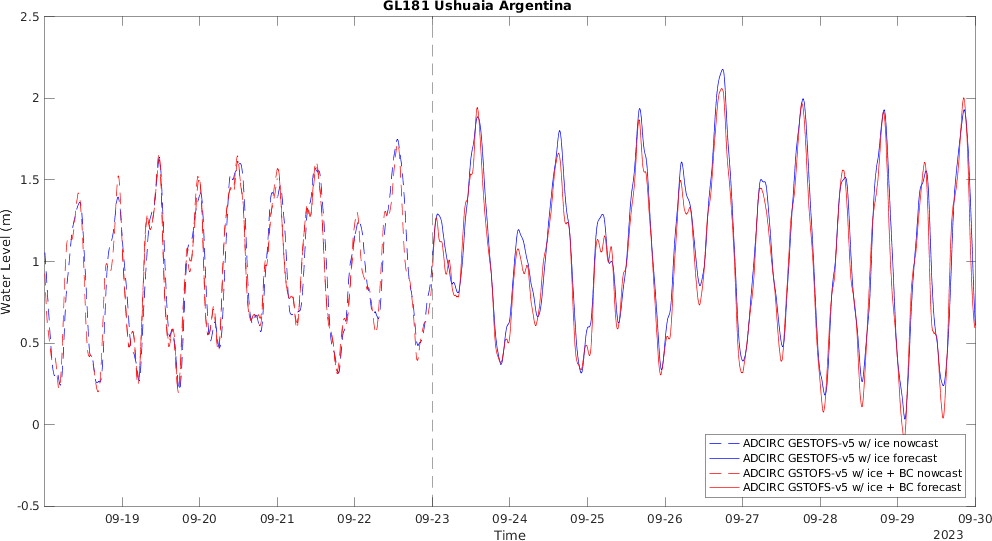 GL181 Ushuaia Argentina
2.5
2
1.5
1
0.5
0
-0.5
Water Level (m)
ADCIRC GESTOFS-v5 w/ ice nowcast
ADCIRC GESTOFS-v5 w/ ice forecast
ADCIRC GSTOFS-v5 w/ ice + BC nowcast
ADCIRC GSTOFS-v5 w/ ice + BC forecast
09-19 09-20 09-21 09-22 09-23 09-24 09-25 09-26 09-27 09-28 09-29 09-30
Time
2023